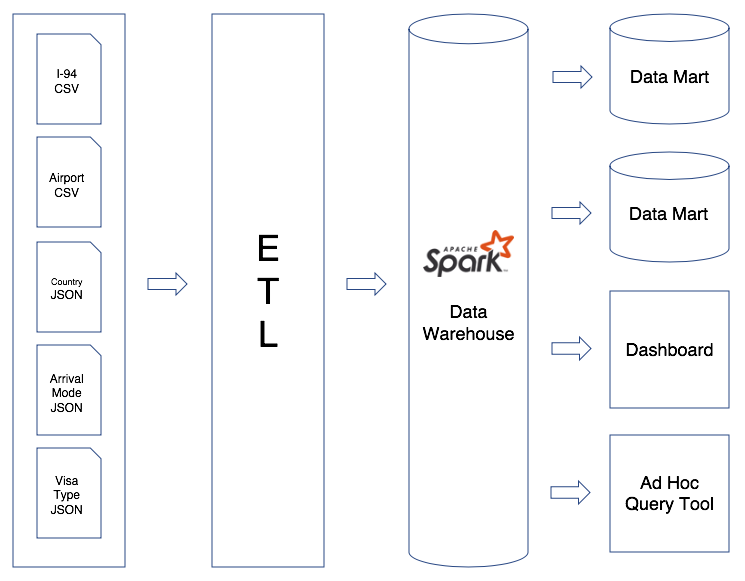 I-94
CSV
Airport
CSV
Country
JSON
Arrival
Mode
JSON
Visa
Type
JSON
E
T
L
APACHE
Spark
Data
Warehouse
Data Mart
Data Mart
Dashboard
Ad Hoc
Query Tool